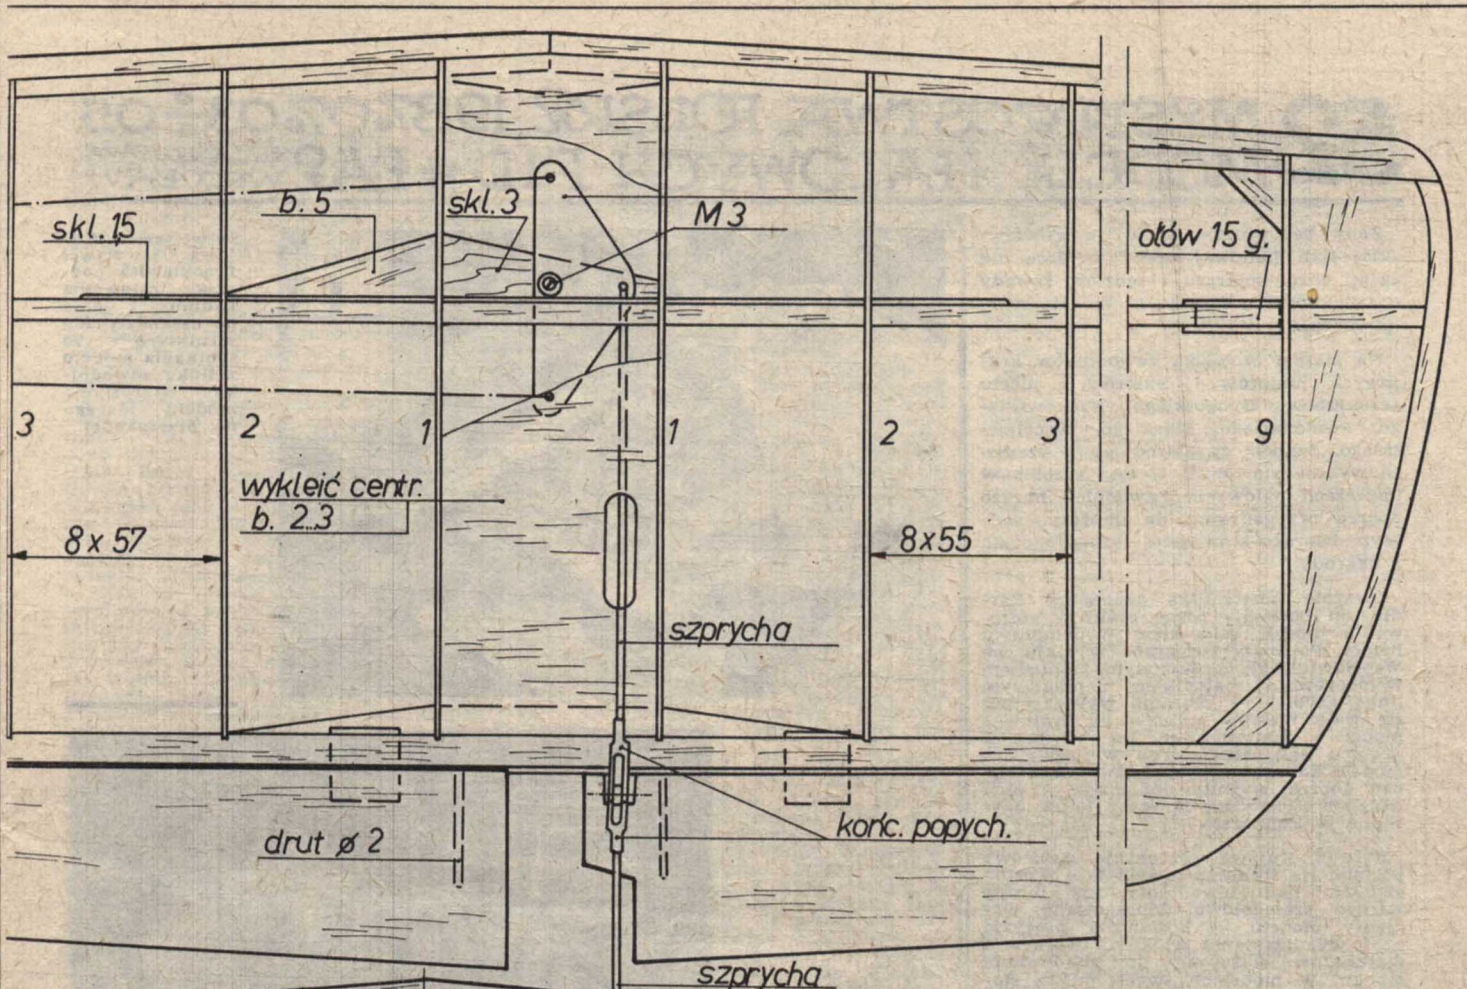 skl. 1,5
b. 5
skl. 3
M 3
ołów 15 g.
3
2
1
1
2
3
9
wykleić centr.
b. 2..3
8 x 57
8x55
szprycha
drut ø 2
końc. popych.
szprycha